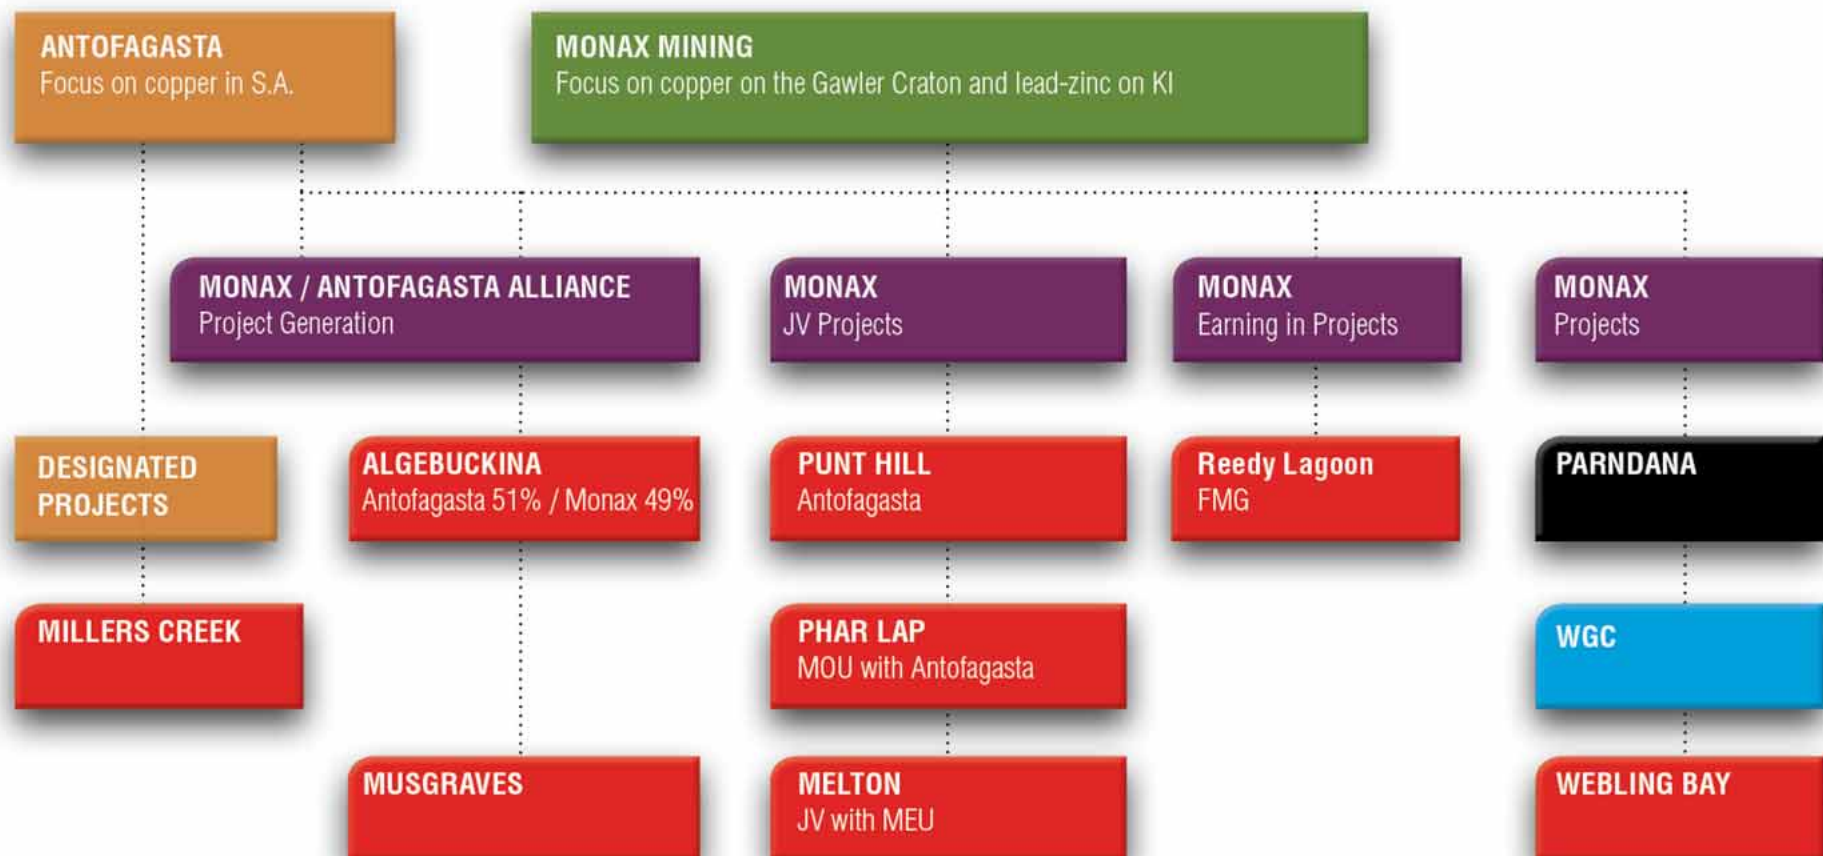 ANTOFAGASTA
Focus on copper in S.A.
MONAX MINING
Focus on copper on the Gawler Craton and lead-zinc on KI
MONAX / ANTOFAGASTA ALLIANCE
Project Generation
MONAX
JV Projects
MONAX
Earning in Projects
MONAX
Projects
DESIGNATED
PROJECTS
ALGEBUCKINA
Antofagasta 51% / Monax 49%
PUNT HILL
Antofagasta
Reedy Lagoon
FMG
PARNDANA
MILLERS CREEK
PHAR LAP
MOU with Antofagasta
WGC
MUSGRAVES
MELTON
JV with MEU
WEBLING BAY